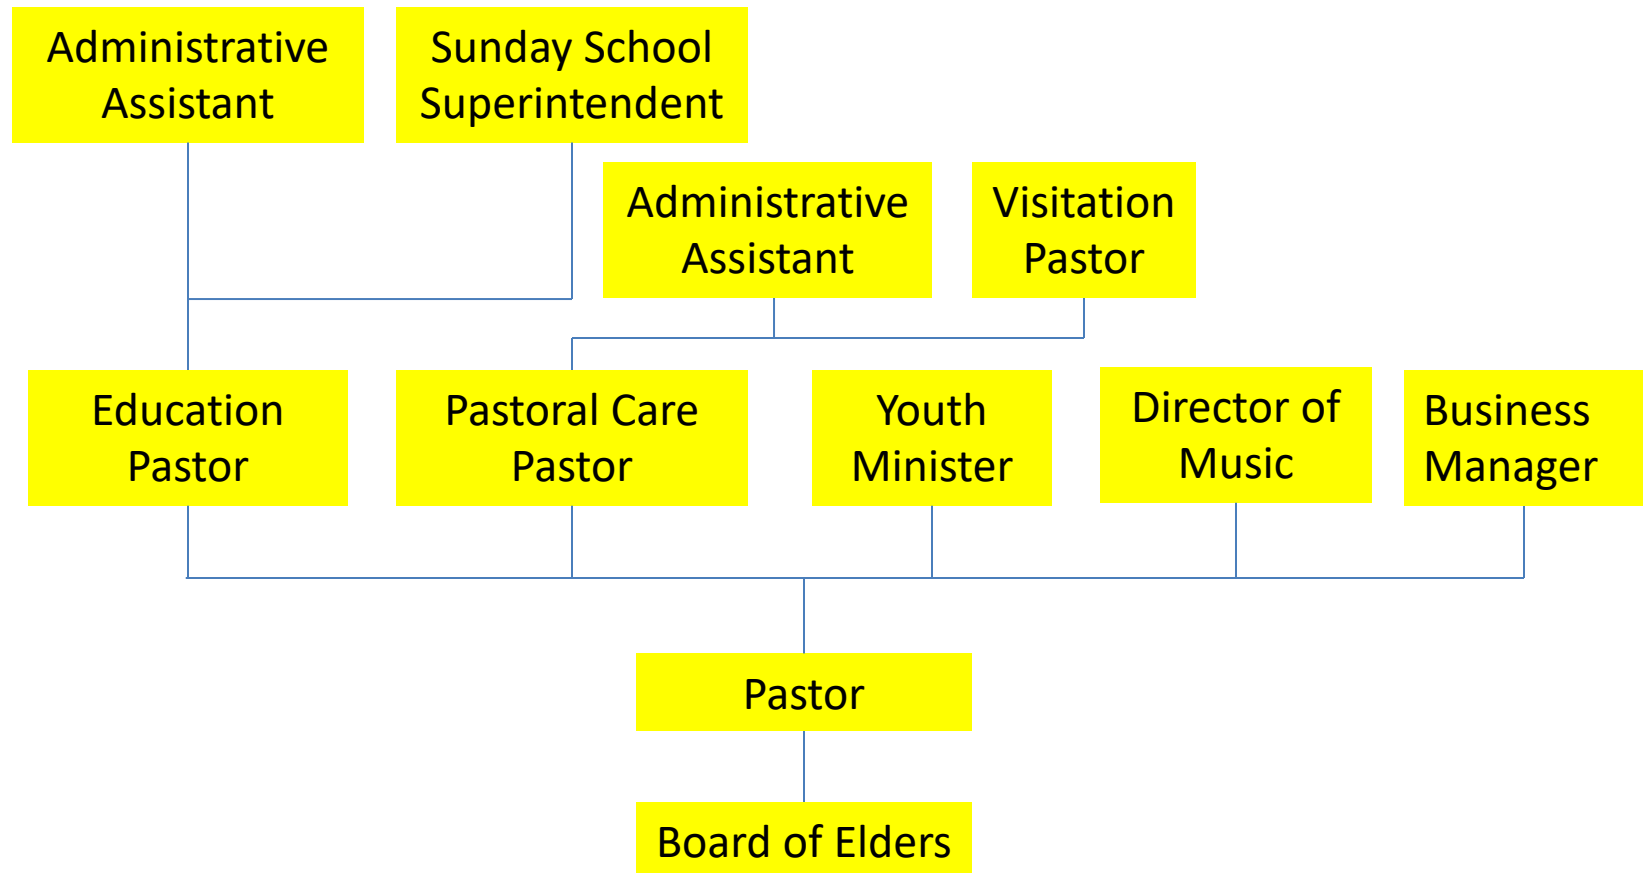 Administrative
Assistant
Sunday School
Superintendent
Administrative
Assistant
Visitation
Pastor
Education
Pastor
Pastoral Care
Pastor
Youth
Minister
Director of
Music
Business
Manager
Pastor
Board of Elders